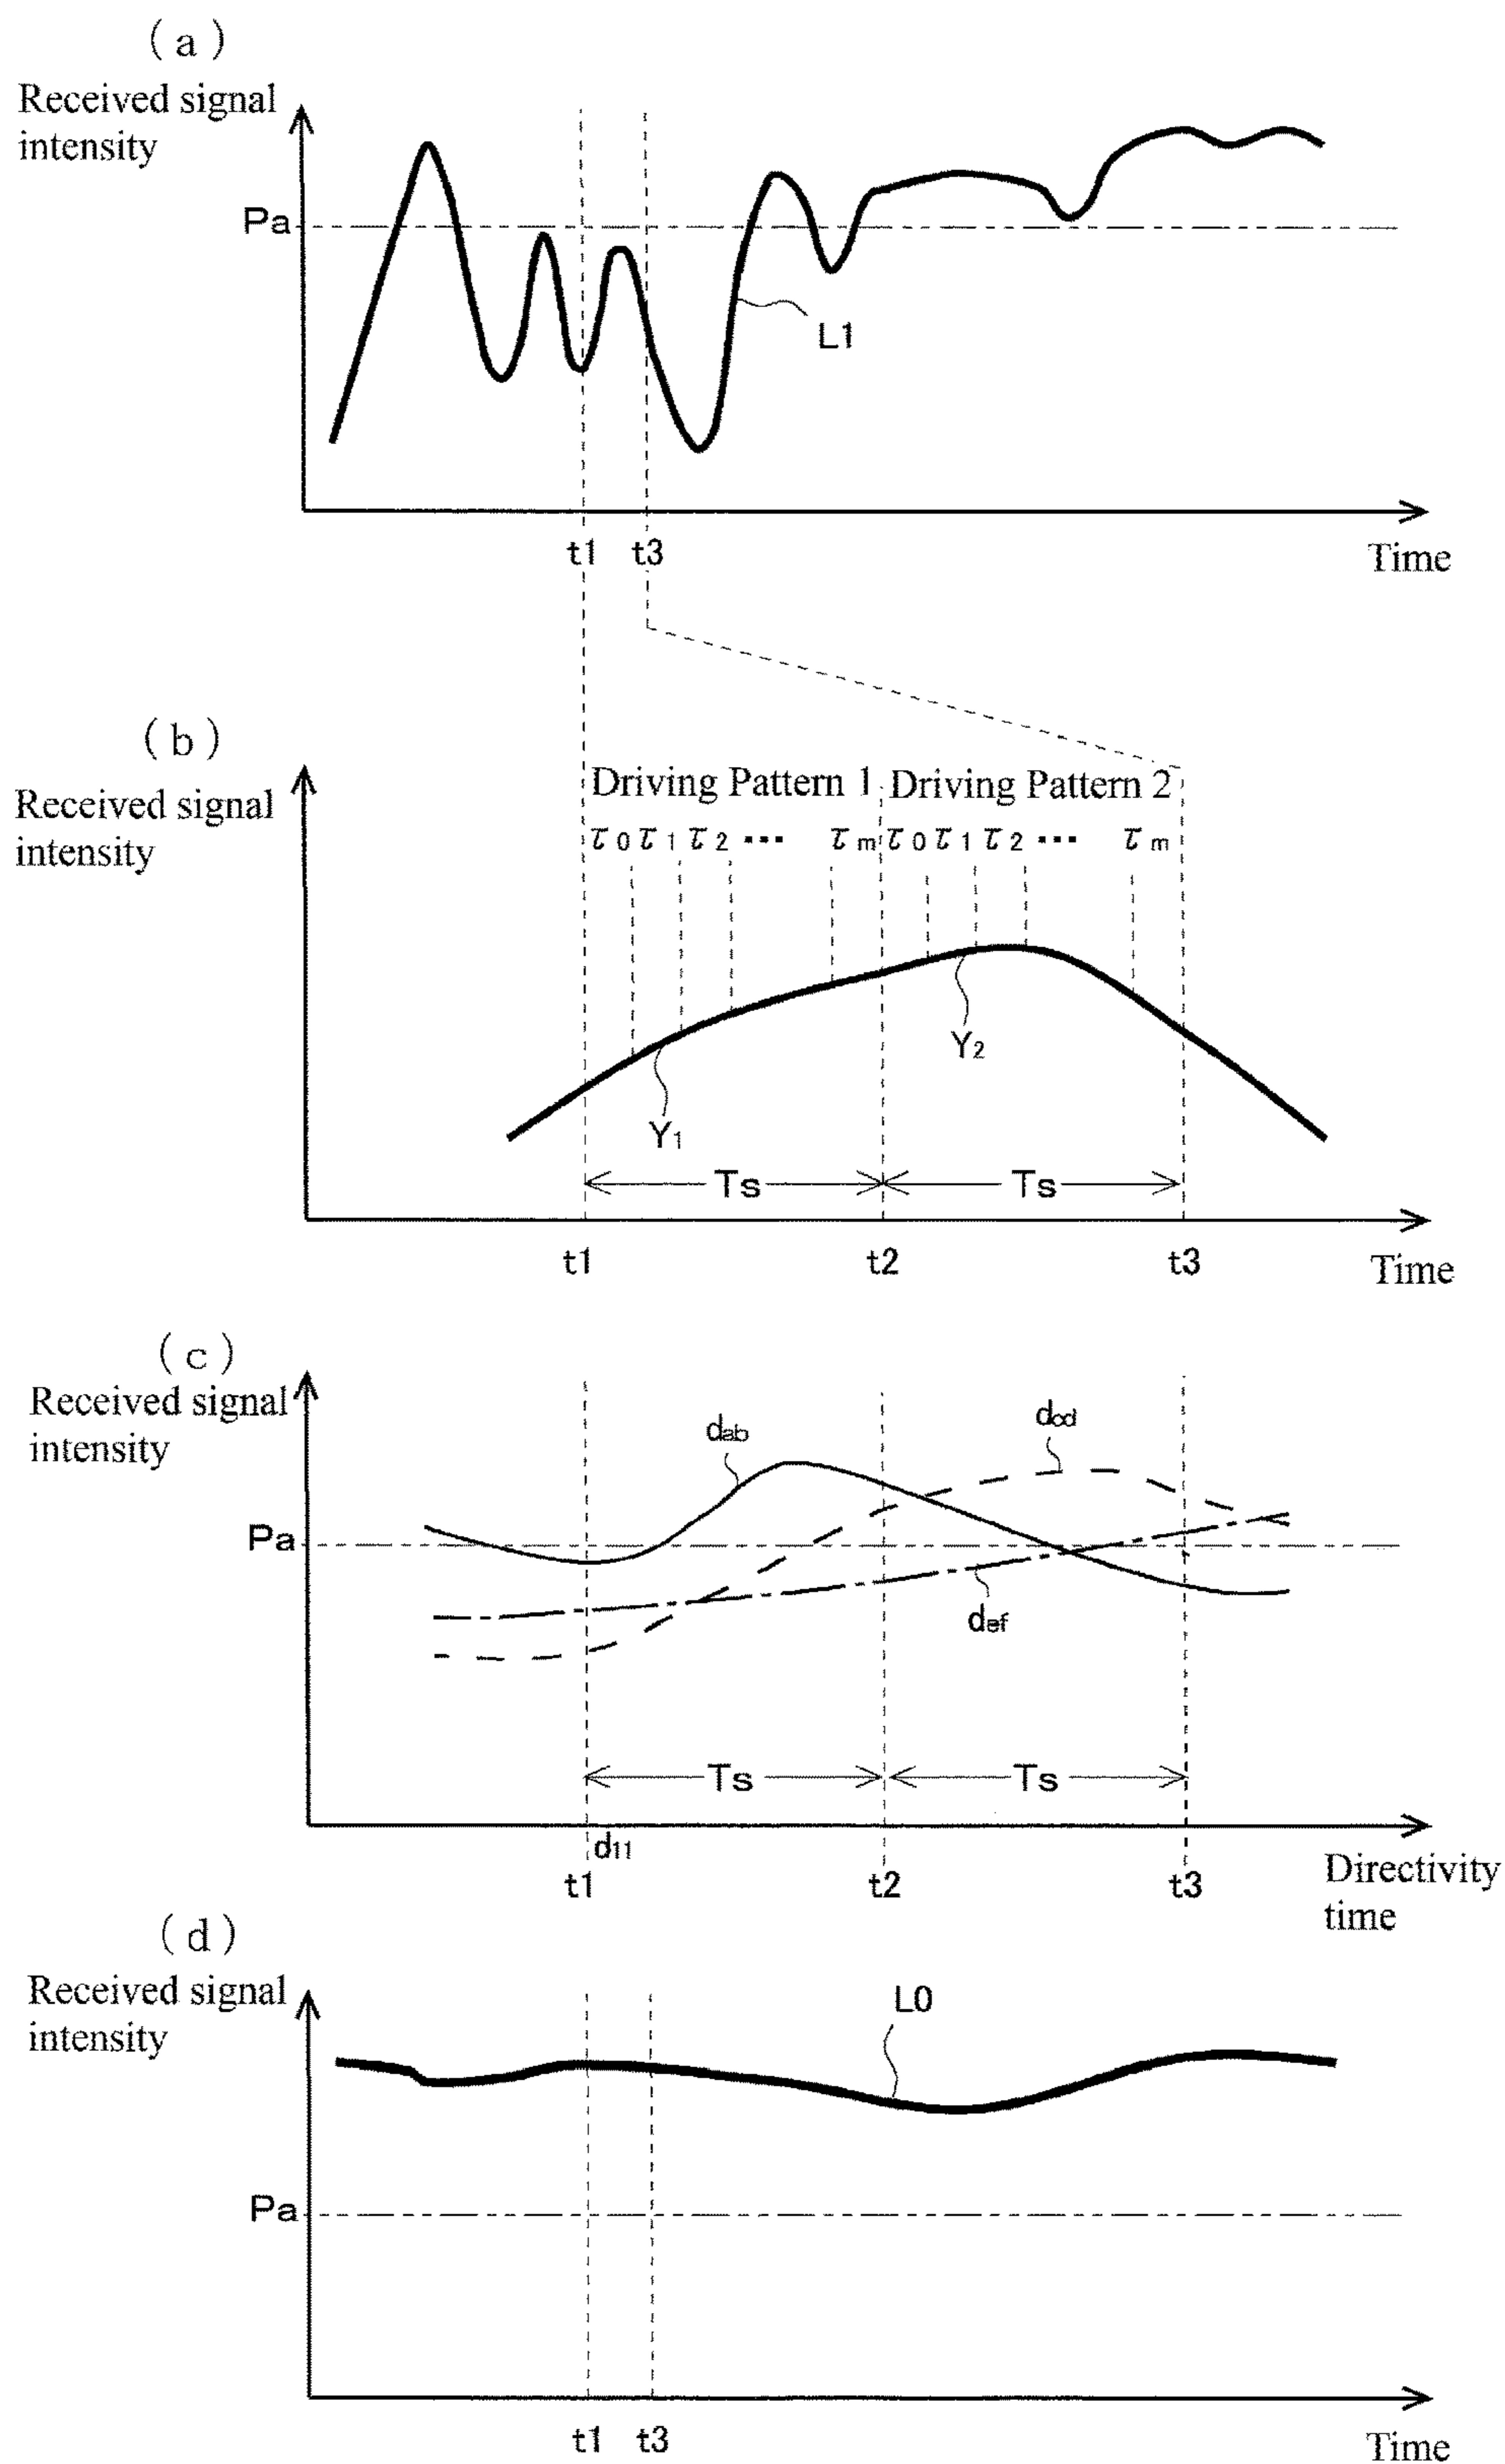 (a)
Received signal
intensity
Pa
L1
t1 t3
Time
(b)
Received signal
intensity
Driving Pattern 1 Driving Pattern 2
τ0 τ1 τ2 ··· τm τ0 τ1 τ2 ··· τm
Y1
Y2
Ts Ts
t1 t2 t3
Time
(c)
Received signal
intensity
dab
dcd
Pa
def
Ts Ts
d11
t1 t2 t3
Directivity
time
(d)
Received signal
intensity
L0
Pa
t1 t3
Time